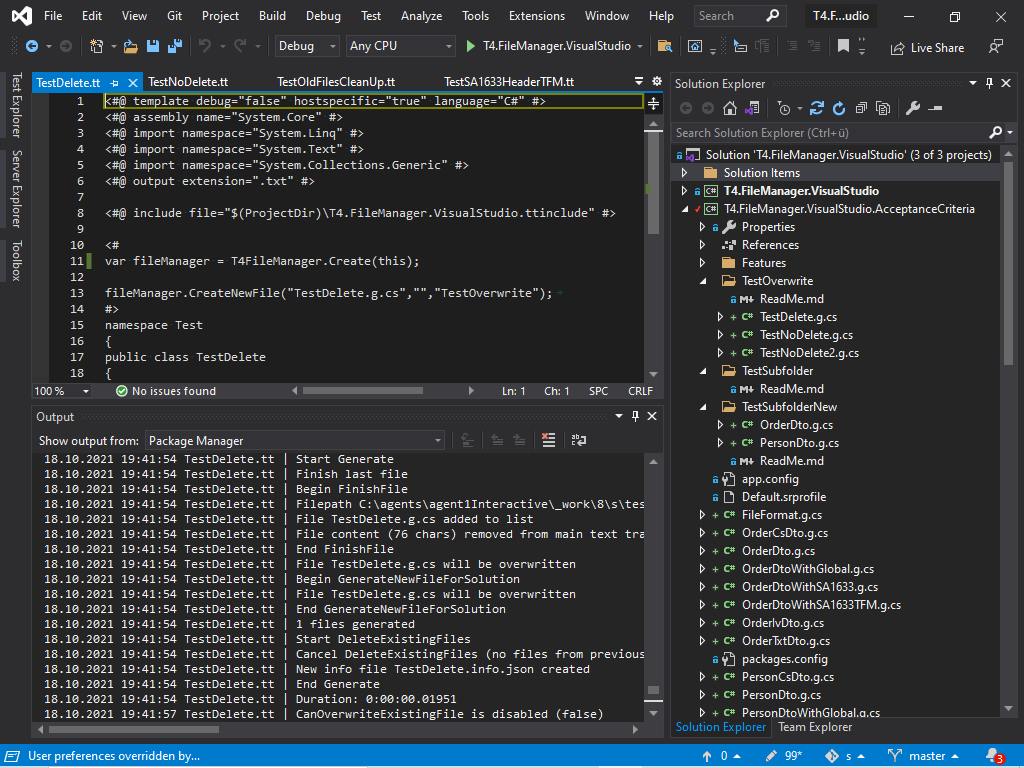 File Edit View Git Project Build Debug Test Analyze Tools Extensions Window Help Search T4.F...udio
Debug Any CPU T4.FileManager.VisualStudio Live Share
Test Explorer
Server Explorer
Toolbox
TestDelete.tt TestNoDelete.tt TestOldFilesCleanUp.tt TestSA1633HeaderTFM.tt
1 <#@ template debug="false" hostspecific="true" language="C#" #>
2 <#@ assembly name="System.Core" #>
3 <#@ import namespace="System.Linq" #>
4 <#@ import namespace="System.Text" #>
5 <#@ import namespace="System.Collections.Generic" #>
6 <#@ output extension=".txt" #>
7
8 <#@ include file="$(ProjectDir)\T4.FileManager.VisualStudio.ttinclude" #>
9
10 <#
11 var fileManager = T4FileManager.Create(this);
12
13 fileManager.CreateNewFile("TestDelete.g.cs","","TestOverwrite");
14 #>
15 namespace Test
16 {
17 public class TestDelete
18 {
100 % No issues found Ln: 1 Ch: 1 SPC CRLF
Output
Show output from: Package Manager
18.10.2021 19:41:54 TestDelete.tt | Start Generate
18.10.2021 19:41:54 TestDelete.tt | Finish last file
18.10.2021 19:41:54 TestDelete.tt | Begin FinishFile
18.10.2021 19:41:54 TestDelete.tt | Filepath C:\agents\agent1Interactive\_work\8\s\tes
18.10.2021 19:41:54 TestDelete.tt | File TestDelete.g.cs added to list
18.10.2021 19:41:54 TestDelete.tt | File content (76 chars) removed from main text tra
18.10.2021 19:41:54 TestDelete.tt | End FinishFile
18.10.2021 19:41:54 TestDelete.tt | File TestDelete.g.cs will be overwritten
18.10.2021 19:41:54 TestDelete.tt | Begin GenerateNewFileForSolution
18.10.2021 19:41:54 TestDelete.tt | File TestDelete.g.cs will be overwritten
18.10.2021 19:41:54 TestDelete.tt | End GenerateNewFileForSolution
18.10.2021 19:41:54 TestDelete.tt | 1 files generated
18.10.2021 19:41:54 TestDelete.tt | Start DeleteExistingFiles
18.10.2021 19:41:54 TestDelete.tt | Cancel DeleteExistingFiles (no files from previous
18.10.2021 19:41:54 TestDelete.tt | New info file TestDelete.info.json created
18.10.2021 19:41:54 TestDelete.tt | End Generate
18.10.2021 19:41:54 TestDelete.tt | Duration: 0:00:00.01951
18.10.2021 19:41:57 TestDelete.tt | CanOverwriteExistingFile is disabled (false)
Solution Explorer
Search Solution Explorer (Ctrl+ü)
Solution 'T4.FileManager.VisualStudio' (3 of 3 projects)
Solution Items
C# T4.FileManager.VisualStudio
C# T4.FileManager.VisualStudio.AcceptanceCriteria
Properties
References
Features
TestOverwrite
M+ ReadMe.md
+ C# TestDelete.g.cs
+ C# TestNoDelete.g.cs
+ C# TestNoDelete2.g.cs
TestSubfolder
M+ ReadMe.md
TestSubfolderNew
+ C# OrderDto.g.cs
+ C# PersonDto.g.cs
M+ ReadMe.md
app.config
Default.srprofile
+ C# FileFormat.g.cs
+ C# OrderCsDto.g.cs
+ C# OrderDto.g.cs
+ C# OrderDtoWithGlobal.g.cs
+ C# OrderDtoWithSA1633.g.cs
+ C# OrderDtoWithSA1633TFM.g.cs
+ C# OrderIvDto.g.cs
+ C# OrderTxtDto.g.cs
packages.config
+ C# PersonCsDto.g.cs
+ C# PersonDto.g.cs
+ C# PersonDtoWithGlobal.g.cs
Solution Explorer Team Explorer
User preferences overridden by... 0 99* s master 3